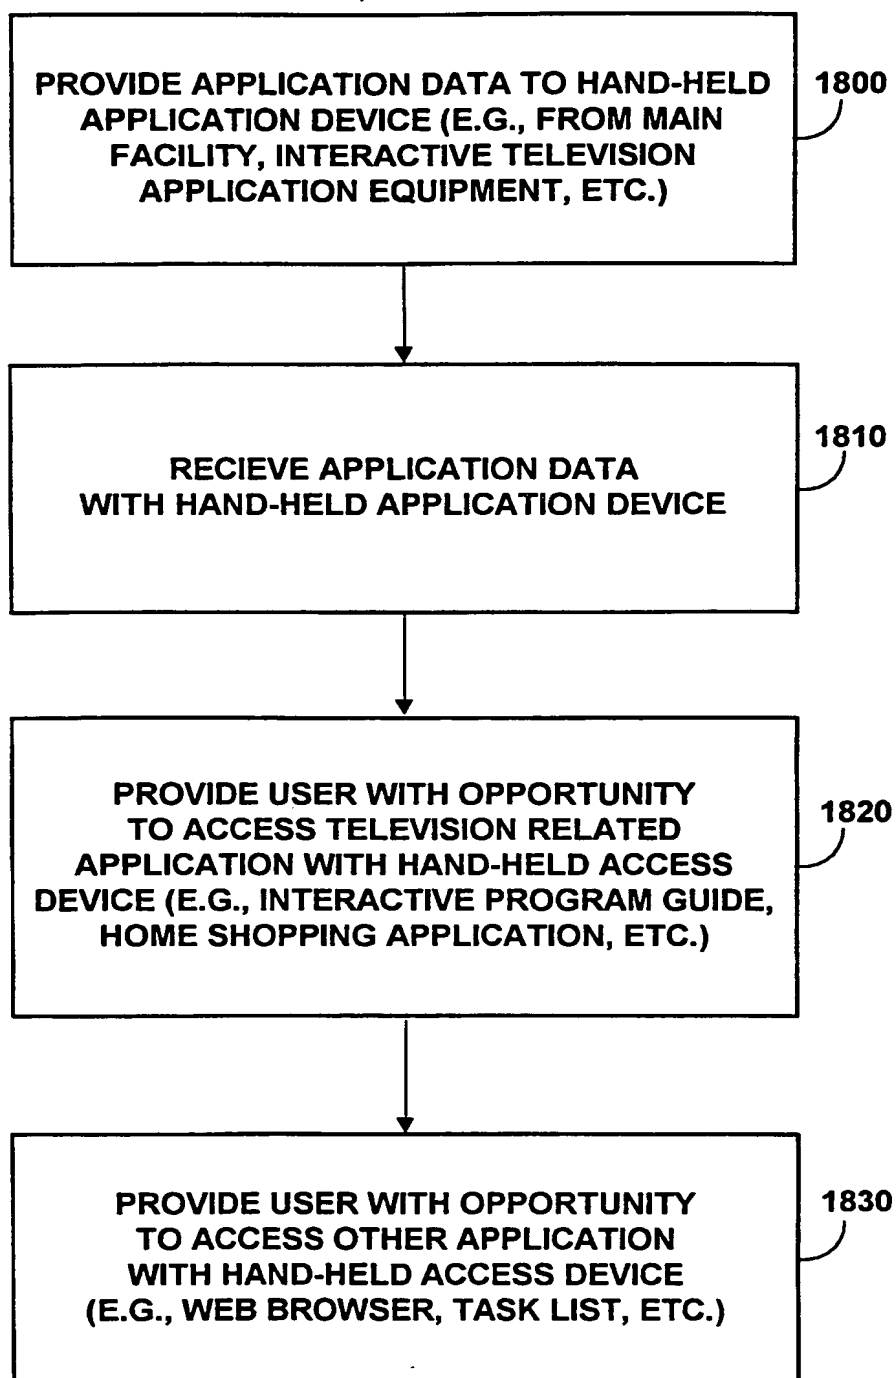 PROVIDE APPLICATION DATA TO HAND-HELD
APPLICATION DEVICE (E.G., FROM MAIN
FACILITY, INTERACTIVE TELEVISION
APPLICATION EQUIPMENT, ETC.)
1800
RECIEVE APPLICATION DATA
WITH HAND-HELD APPLICATION DEVICE
1810
PROVIDE USER WITH OPPORTUNITY
TO ACCESS TELEVISION RELATED
APPLICATION WITH HAND-HELD ACCESS
DEVICE (E.G., INTERACTIVE PROGRAM GUIDE,
HOME SHOPPING APPLICATION, ETC.)
1820
PROVIDE USER WITH OPPORTUNITY
TO ACCESS OTHER APPLICATION
WITH HAND-HELD ACCESS DEVICE
(E.G., WEB BROWSER, TASK LIST, ETC.)
1830